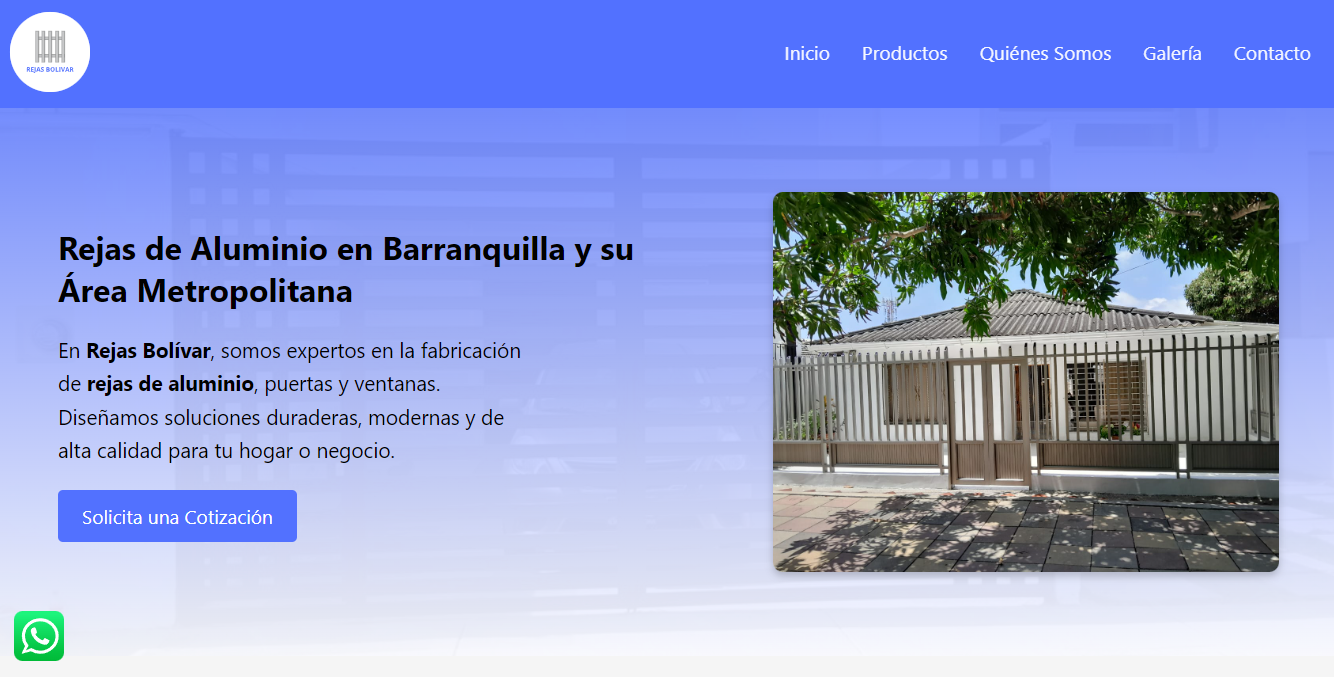 REJAS BOLIVAR
Inicio Productos Quiénes Somos Galería Contacto
Rejas de Aluminio en Barranquilla y su
Área Metropolitana
En Rejas Bolívar, somos expertos en la fabricación
de rejas de aluminio, puertas y ventanas.
Diseñamos soluciones duraderas, modernas y de
alta calidad para tu hogar o negocio.
Solicita una Cotización